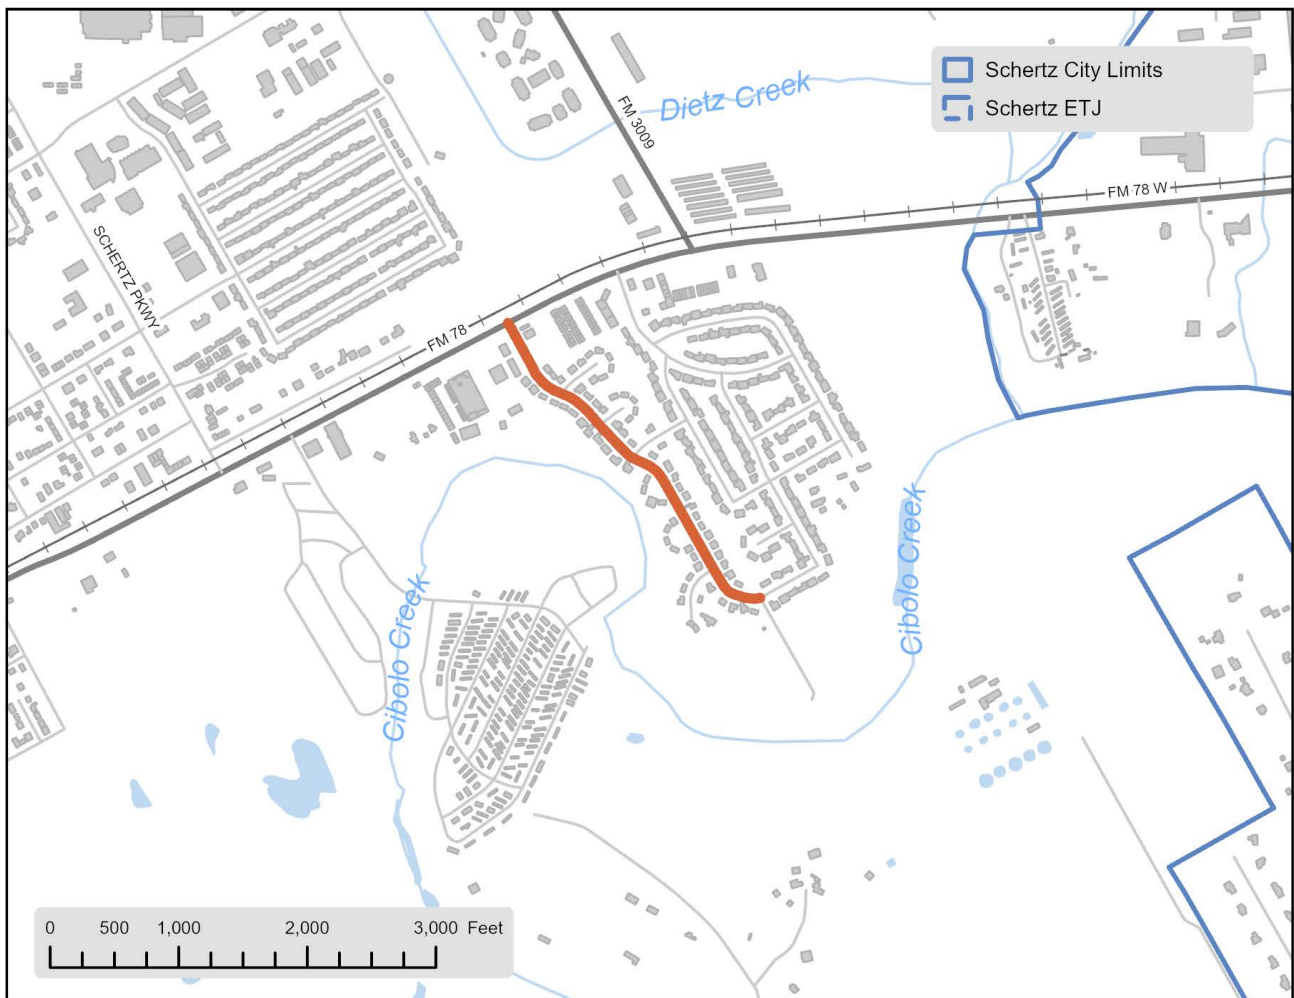 Schertz City Limits
Schertz ETJ
Dietz Creek
FM 3009
FM 78 W
SCHERTZ PKWY
FM 78
Cibolo Creek
Cibolo Creek
0 500 1,000 2,000 3,000 Feet